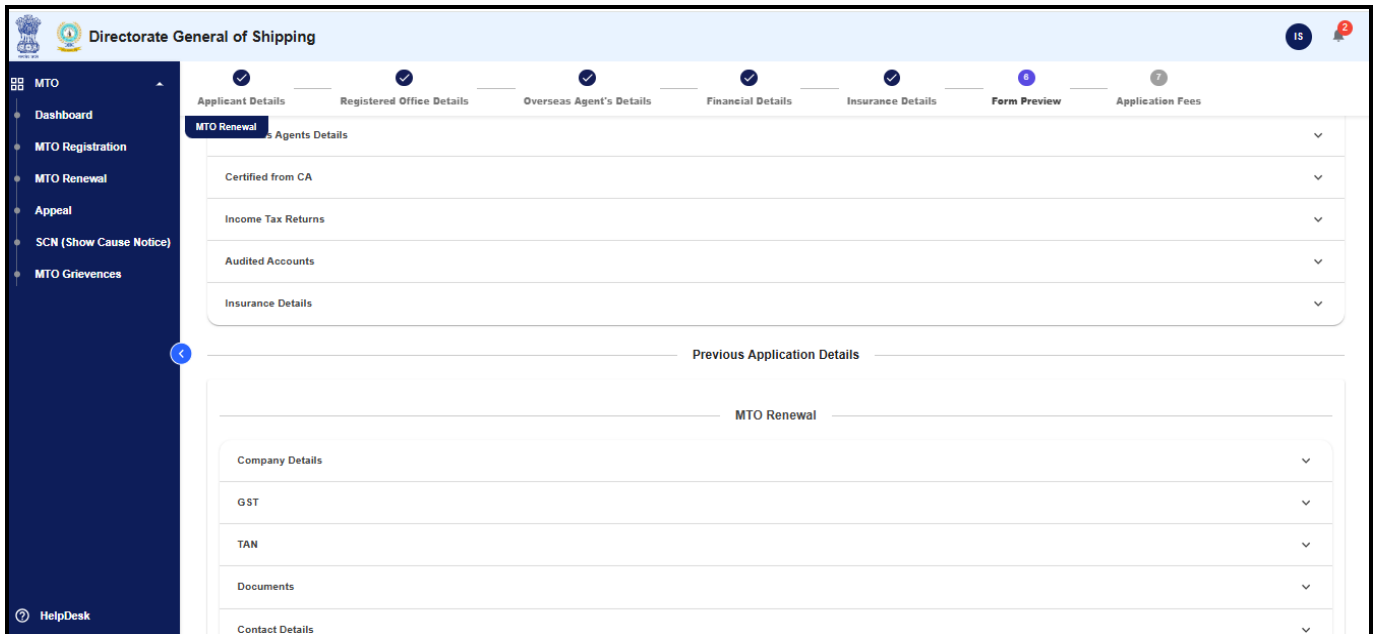 Directorate General of Shipping
IS
2
MTO
Dashboard
MTO Registration
MTO Renewal
Appeal
SCN (Show Cause Notice)
MTO Grievences
HelpDesk
Applicant Details
Registered Office Details
Overseas Agent's Details
Financial Details
Insurance Details
6
Form Preview
7
Application Fees
MTO Renewal
s Agents Details
Certified from CA
Income Tax Returns
Audited Accounts
Insurance Details
Previous Application Details
MTO Renewal
Company Details
GST
TAN
Documents
Contact Details